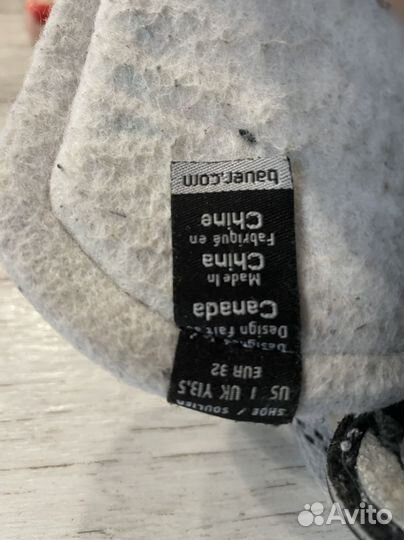 SHOE / SOULIER
US 1 UK Y13.5
EUR 32
Design Fait
Canada
Made In
China
Fabriqué en
Chine
bauer.com
Avito